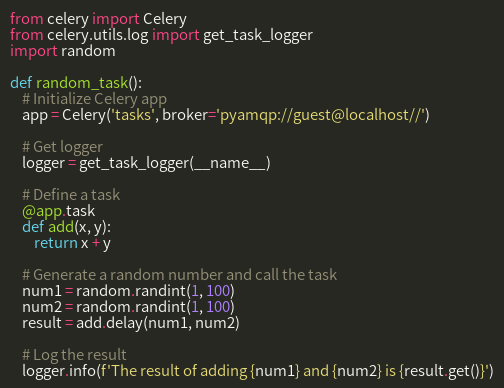 from celery import Celery
from celery.utils.log import get_task_logger
import random

def random_task():
    # Initialize Celery app
    app = Celery('tasks', broker='pyamqp://guest@localhost//')

    # Get logger
    logger = get_task_logger(__name__)

    # Define a task
    @app.task
    def add(x, y):
        return x + y

    # Generate a random number and call the task
    num1 = random.randint(1, 100)
    num2 = random.randint(1, 100)
    result = add.delay(num1, num2)

    # Log the result
    logger.info(f'The result of adding {num1} and {num2} is {result.get()}')